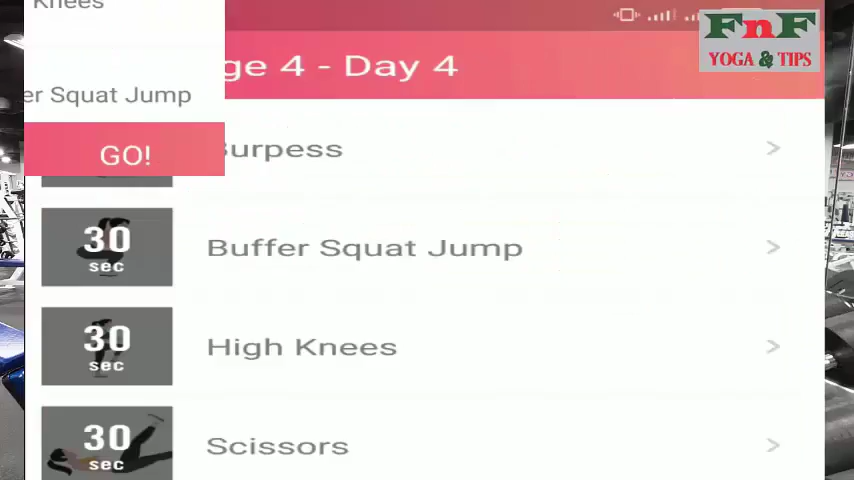 Knees
er Squat Jump
GO!
ge 4 - Day 4
FnF
YOGA & TIPS
Burpess
30
sec
Buffer Squat Jump
30
sec
High Knees
30
sec
Scissors